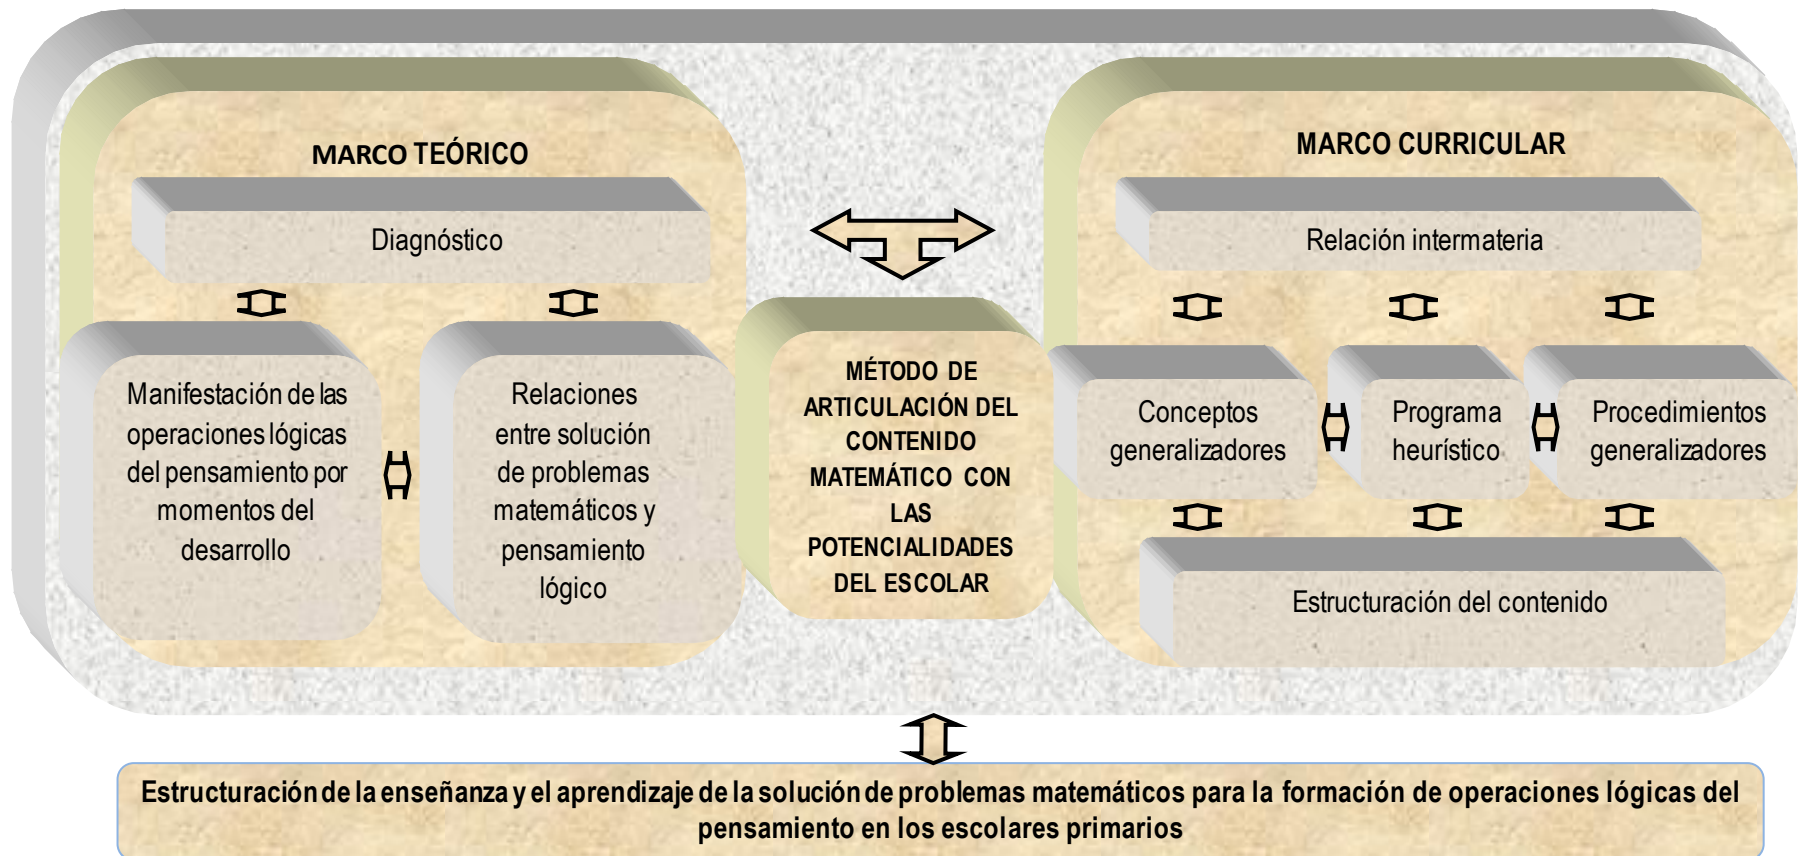 MARCO TEÓRICO
Diagnóstico
Manifestación de las
operaciones lógicas
del pensamiento por
momentos del
desarrollo
Relaciones
entre solución
de problemas
matemáticos y
pensamiento
lógico
MÉTODO DE
ARTICULACIÓN DEL
CONTENIDO
MATEMÁTICO CON
LAS
POTENCIALIDADES
DEL ESCOLAR
MARCO CURRICULAR
Relación intermateria
Conceptos
generalizadores
Programa
heurístico
Procedimientos
generalizadores
Estructuración del contenido
Estructuración de la enseñanza y el aprendizaje de la solución de problemas matemáticos para la formación de operaciones lógicas del
pensamiento en los escolares primarios